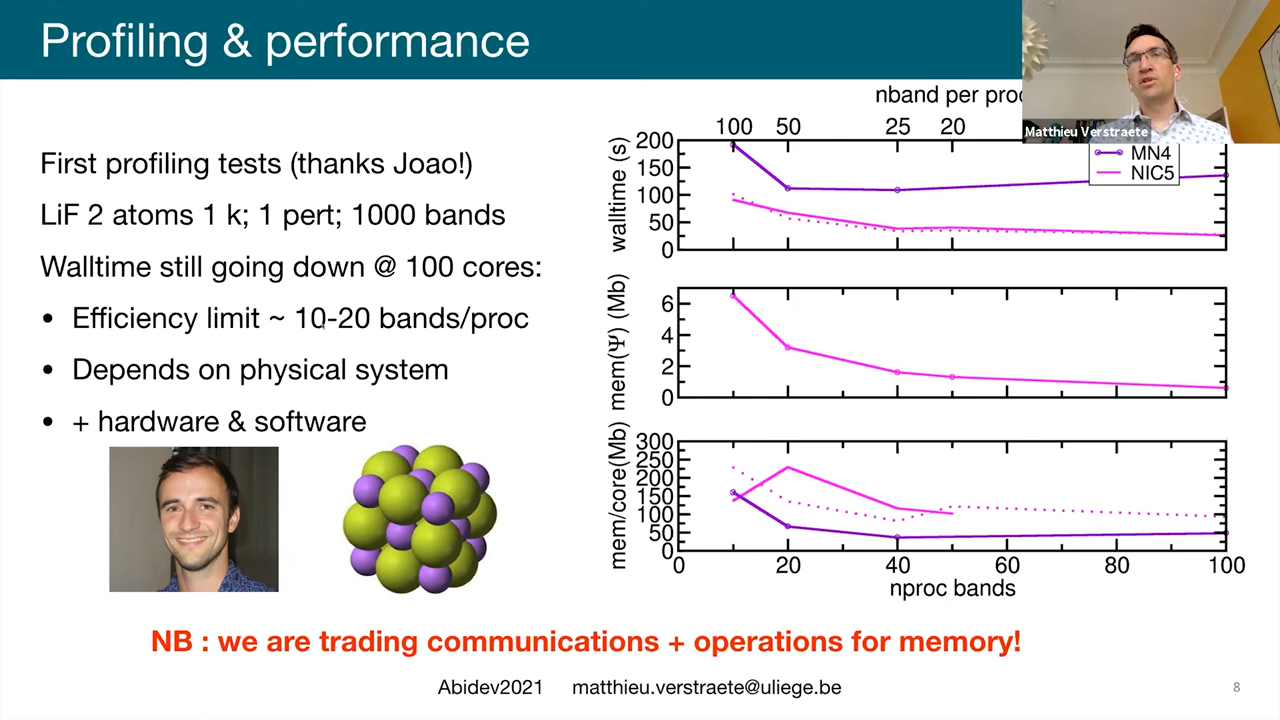 Profiling & performance
Matthieu Verstraete
First profiling tests (thanks Joao!)
LiF 2 atoms 1 k; 1 pert; 1000 bands
Walltime still going down @ 100 cores:
• Efficiency limit ~ 10-20 bands/proc
• Depends on physical system
• + hardware & software
nband per proc
100 50 25 20
walltime (s)
200
150
100
50
0
MN4
NIC5
mem(Ψ) (Mb)
6
4
2
0
mem/core(Mb)
300
250
200
150
100
50
0
0 20 40 60 80 100
nproc bands
NB : we are trading communications + operations for memory!
Abidev2021 matthieu.verstraete@uliege.be
8